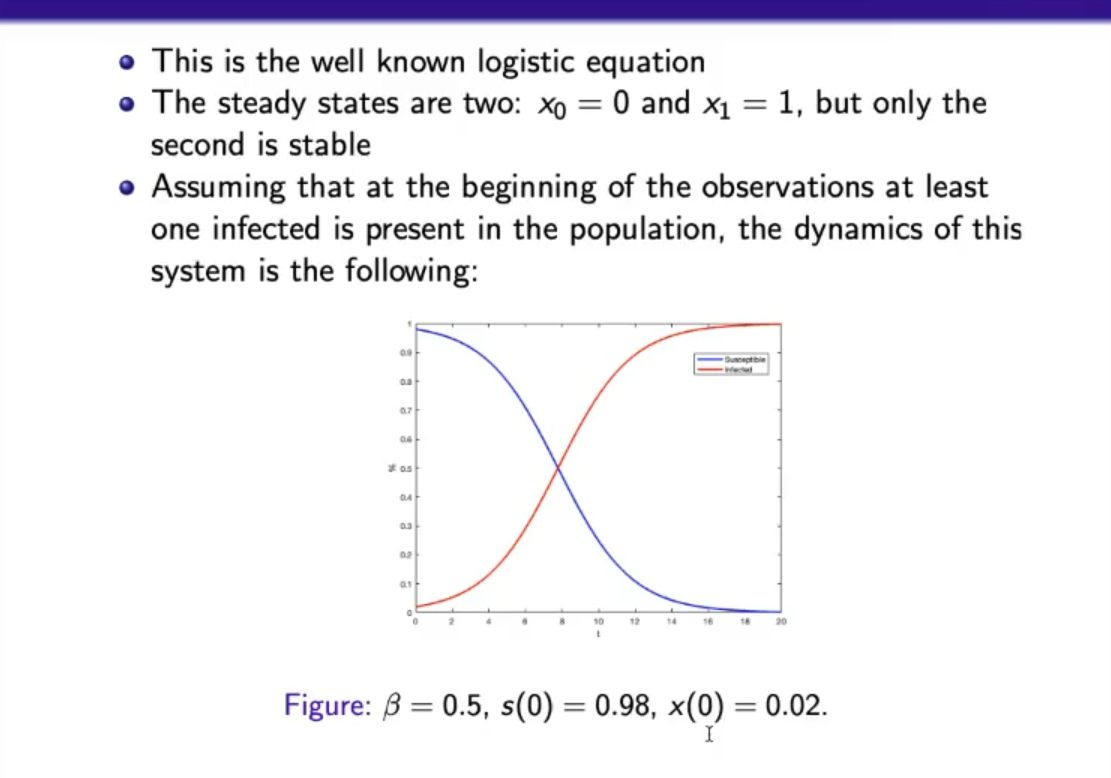 This is the well known logistic equation
The steady states are two: x₀ = 0 and x₁ = 1, but only the
second is stable
Assuming that at the beginning of the observations at least
one infected is present in the population, the dynamics of this
system is the following:
1
0.9
0.8
0.7
0.6
0.5
0.4
0.3
0.2
0.1
0
%
Susceptible
Infected
0 2 4 6 8 10 12 14 16 18 20
t
Figure: β = 0.5, s(0) = 0.98, x(0) = 0.02.